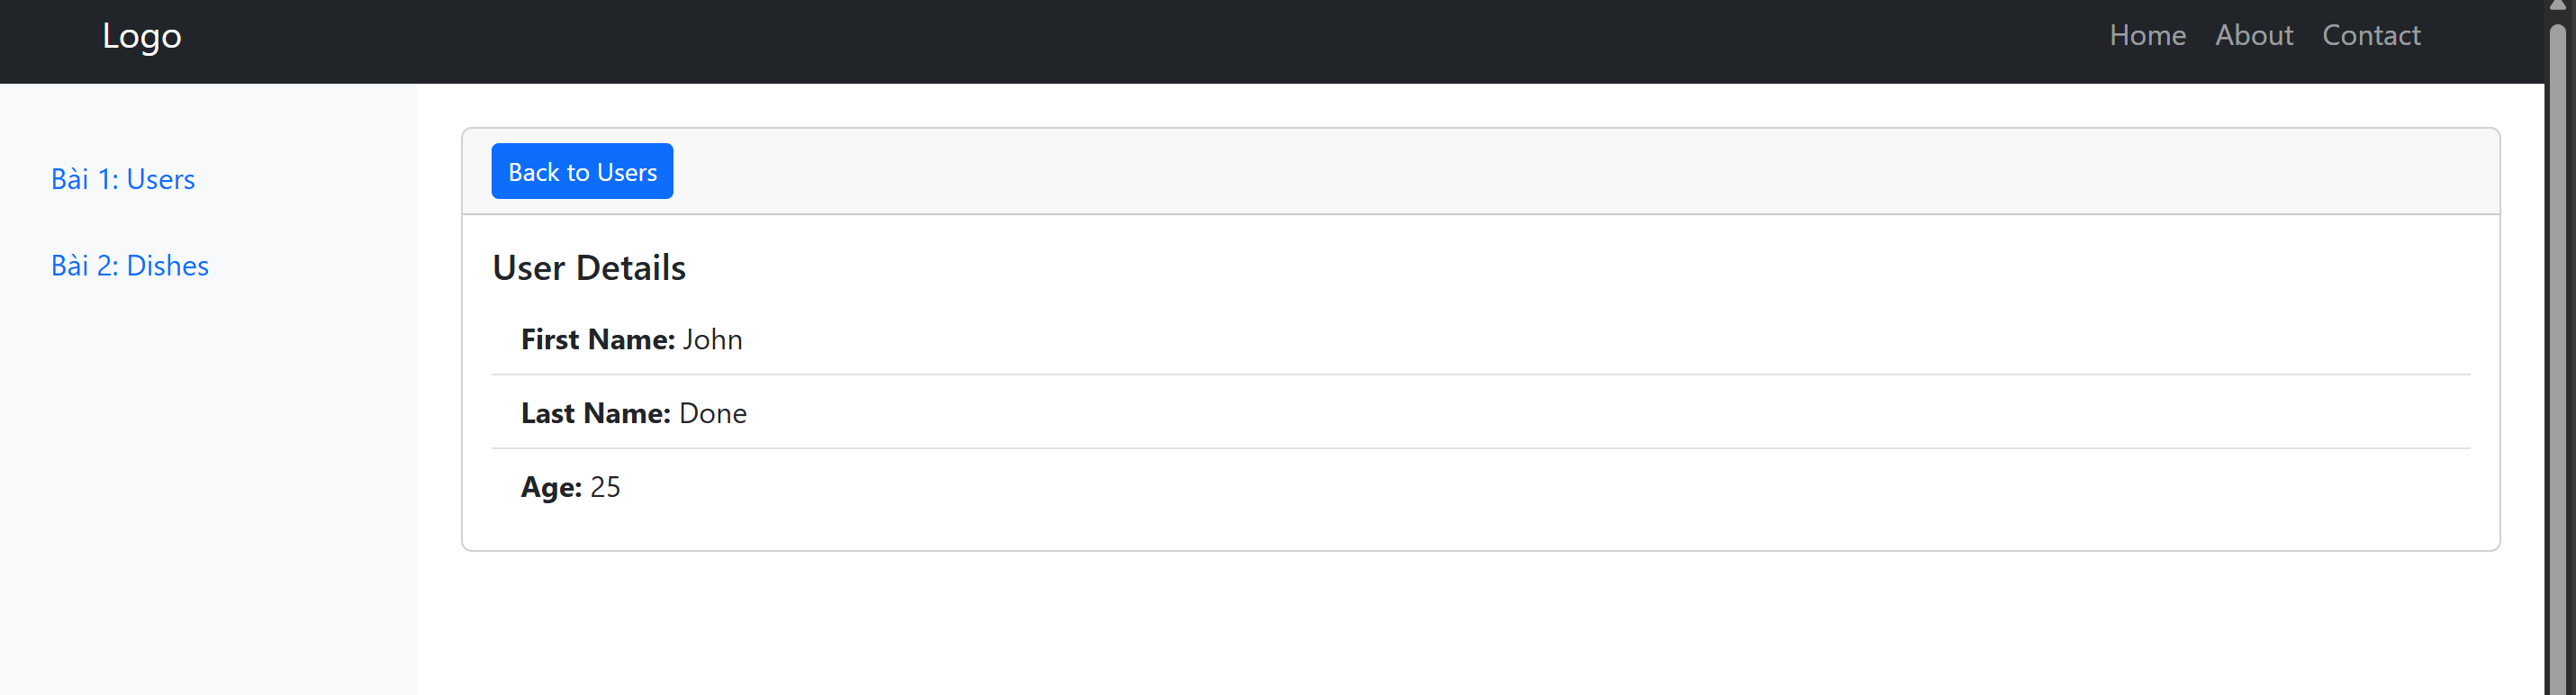 Logo
Home About Contact
Bài 1: Users
Bài 2: Dishes
Back to Users
User Details
First Name: John
Last Name: Done
Age: 25